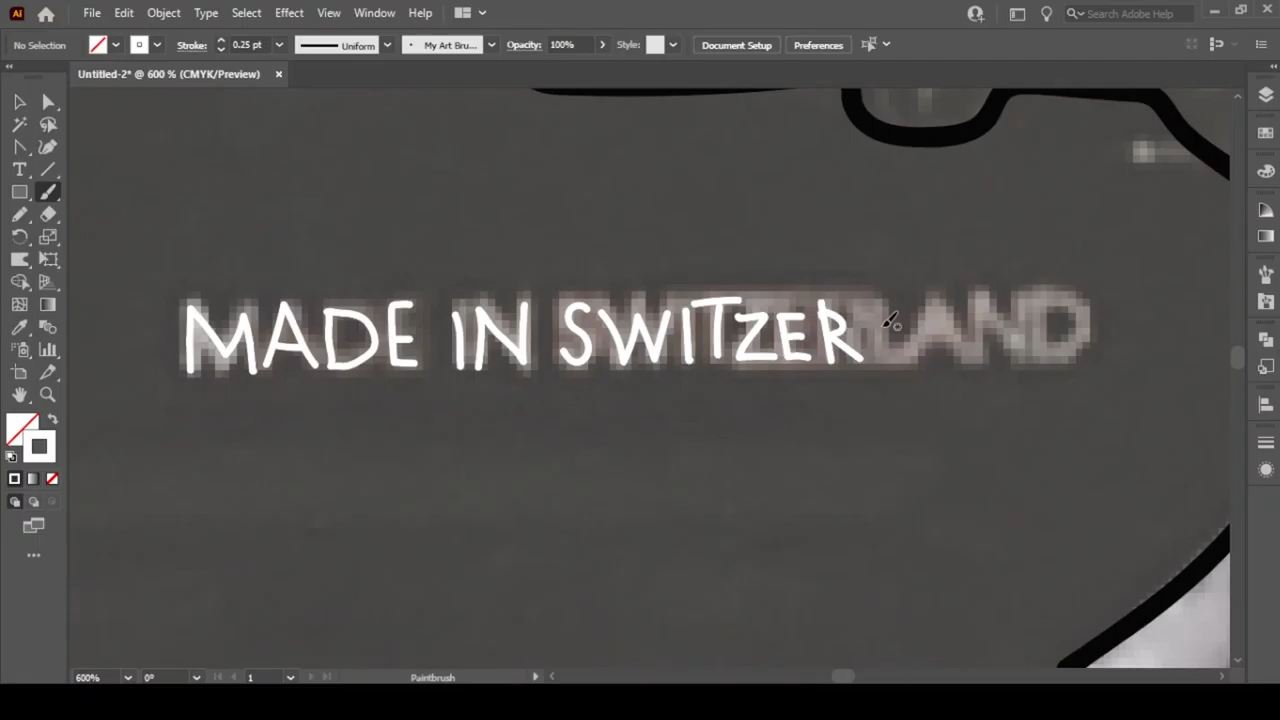 Ai File Edit Object Type Select Effect View Window Help Search Adobe Help
No Selection Stroke: 0.25 pt Uniform My Art Bru... Opacity: 100% Style: Document Setup Preferences
Untitled-2* @ 600 % (CMYK/Preview)
MADE IN SWITZERLAND
600% 0° 1 Paintbrush